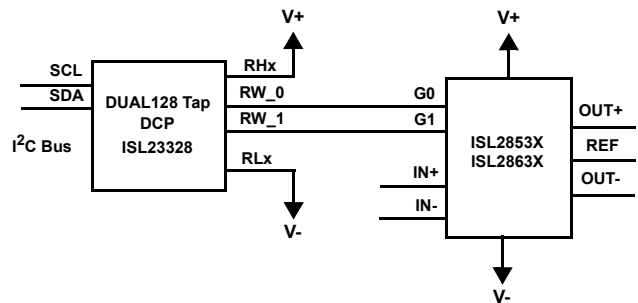 V+
V+
SCL
RHx
SDA
DUAL128 Tap
DCP
ISL23328
RW_0
G0
OUT+
RW_1
G1
I²C Bus
ISL2853X
ISL2863X
REF
RLx
IN+
OUT-
IN-
V-
V-